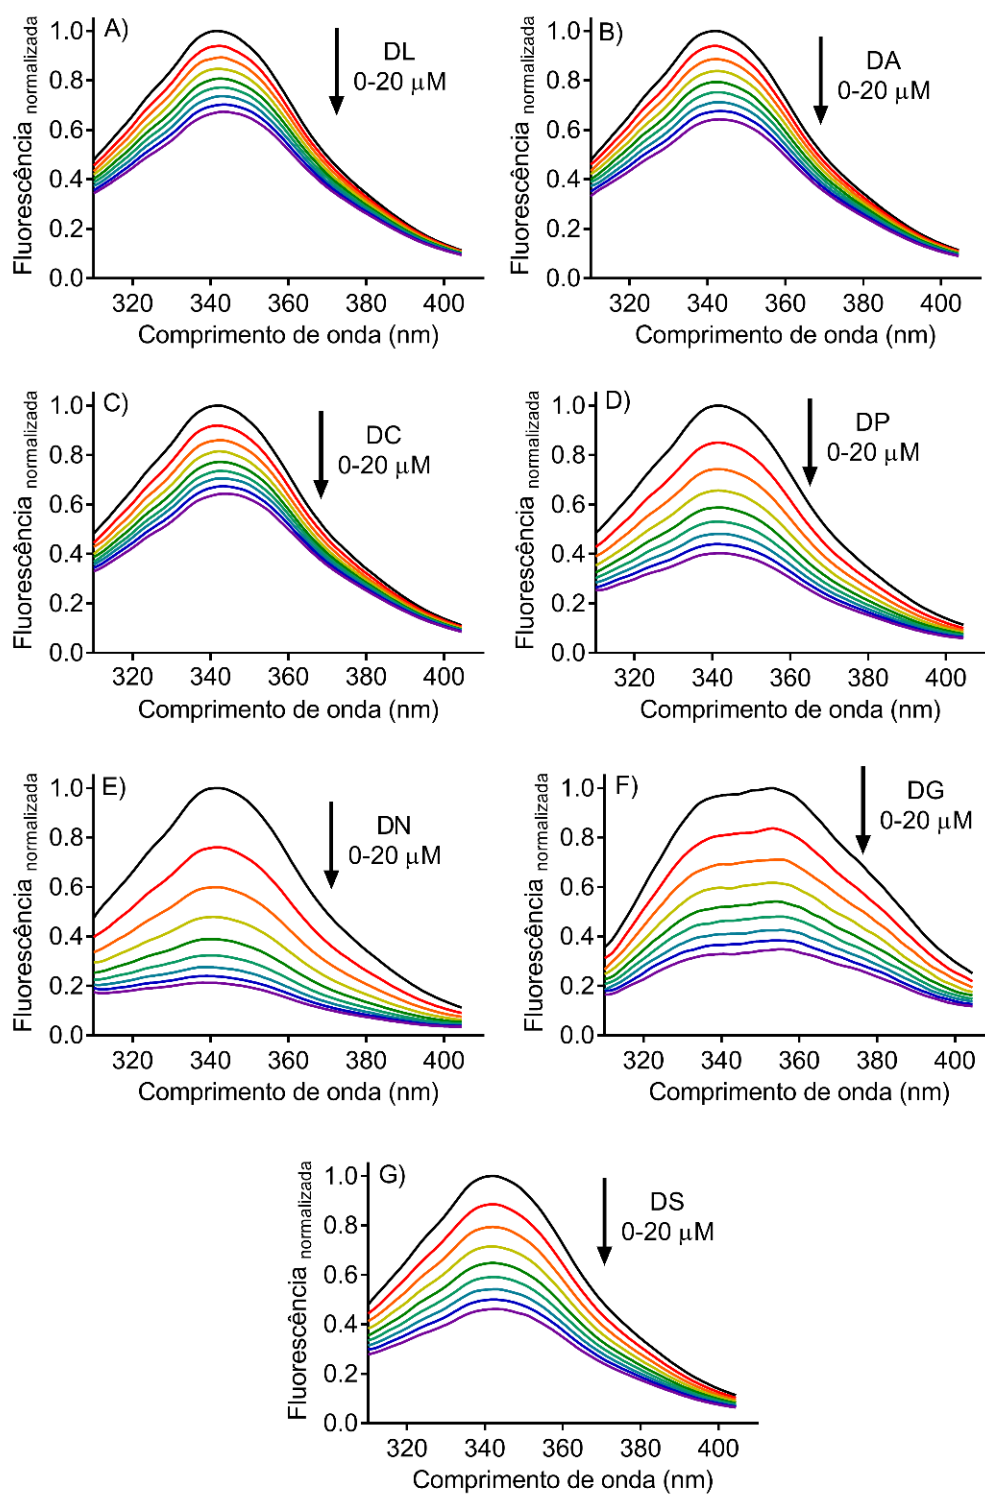 A)
DL
0-20 µM
Fluorescência normalizada
1.0
0.8
0.6
0.4
0.2
0.0
320 340 360 380 400
Comprimento de onda (nm)
B)
DA
0-20 µM
Fluorescência normalizada
1.0
0.8
0.6
0.4
0.2
0.0
320 340 360 380 400
Comprimento de onda (nm)
C)
DC
0-20 µM
Fluorescência normalizada
1.0
0.8
0.6
0.4
0.2
0.0
320 340 360 380 400
Comprimento de onda (nm)
D)
DP
0-20 µM
Fluorescência normalizada
1.0
0.8
0.6
0.4
0.2
0.0
320 340 360 380 400
Comprimento de onda (nm)
E)
DN
0-20 µM
Fluorescência normalizada
1.0
0.8
0.6
0.4
0.2
0.0
320 340 360 380 400
Comprimento de onda (nm)
F)
DG
0-20 µM
Fluorescência normalizada
1.0
0.8
0.6
0.4
0.2
0.0
320 340 360 380 400
Comprimento de onda (nm)
G)
DS
0-20 µM
Fluorescência normalizada
1.0
0.8
0.6
0.4
0.2
0.0
320 340 360 380 400
Comprimento de onda (nm)